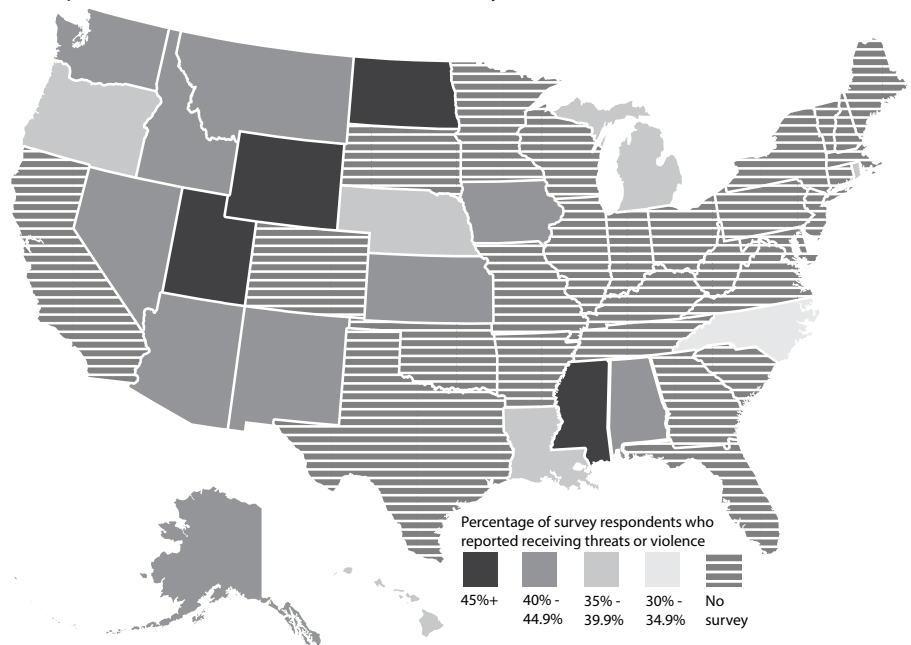 Percentage of survey respondents who
reported receiving threats or violence
45%+ 40% - 35% - 30% - No
44.9% 39.9% 34.9% survey